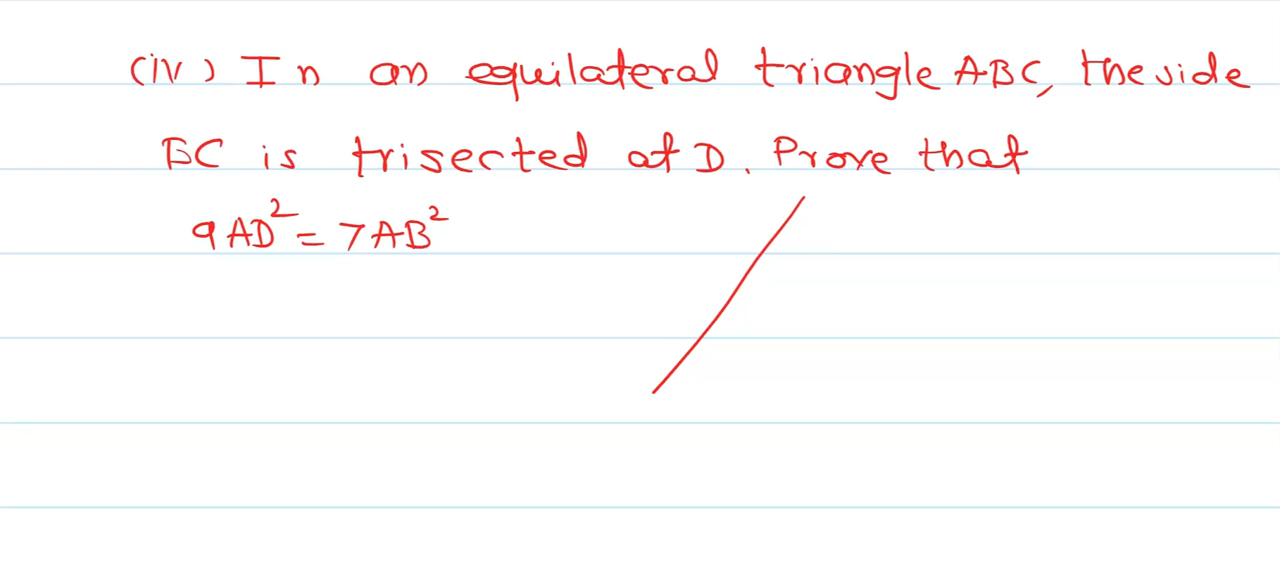 (iv) In an equilateral triangle ABC, the side
BC is trisected at D. Prove that
9AD² = 7AB²